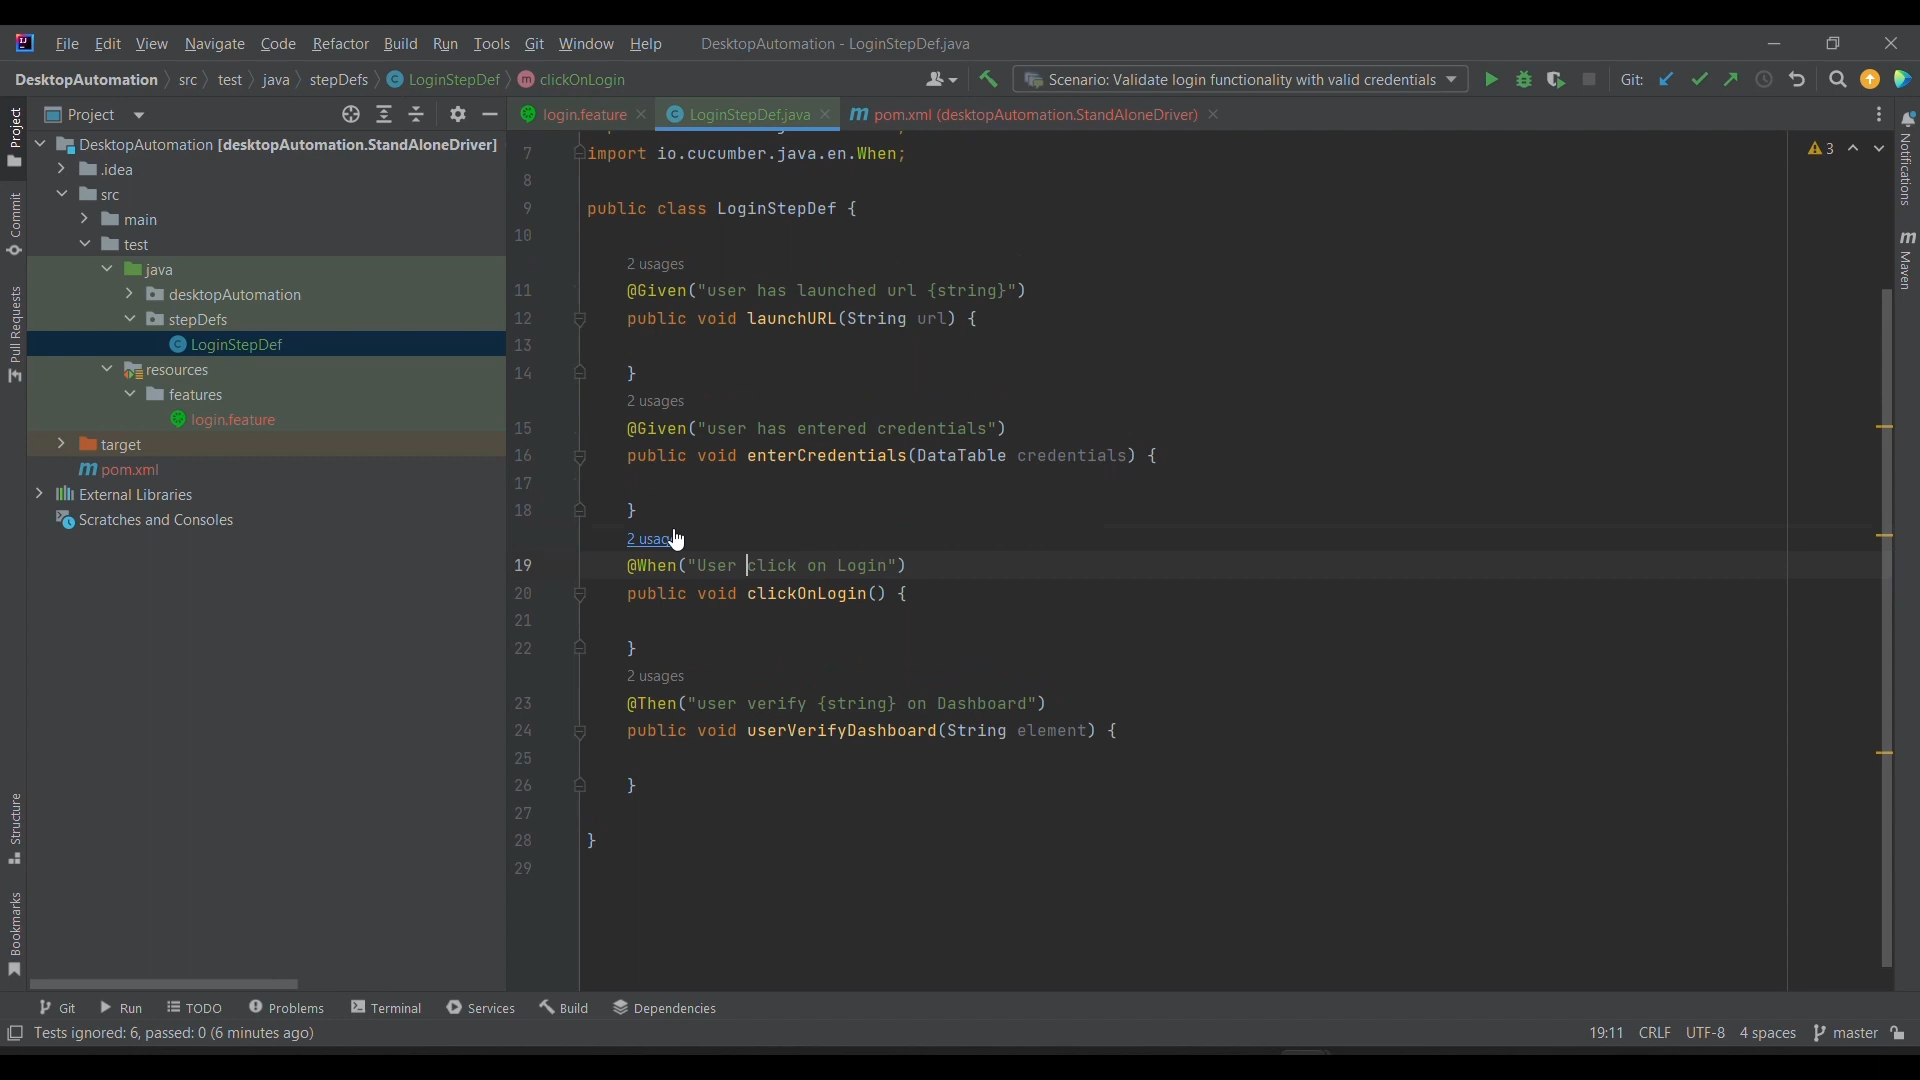 File Edit View Navigate Code Refactor Build Run Tools Git Window Help DesktopAutomation - LoginStepDef.java
DesktopAutomation src test java stepDefs LoginStepDef clickOnLogin Scenario: Validate login functionality with valid credentials Git:
Project
login.feature LoginStepDef.java pom.xml (desktopAutomation.StandAloneDriver)
Project
Commit
Pull Requests
Structure
Bookmarks
DesktopAutomation [desktopAutomation.StandAloneDriver]
.idea
src
main
test
java
desktopAutomation
stepDefs
LoginStepDef
resources
features
login.feature
target
pom.xml
External Libraries
Scratches and Consoles
7 import io.cucumber.java.en.When;
8
9 public class LoginStepDef {
10
2 usages
11 @Given("user has launched url {string}")
12 public void launchURL(String url) {
13
14 }
2 usages
15 @Given("user has entered credentials")
16 public void enterCredentials(DataTable credentials) {
17
18 }
2 usag
19 @When("User click on Login")
20 public void clickOnLogin() {
21
22 }
2 usages
23 @Then("user verify {string} on Dashboard")
24 public void userVerifyDashboard(String element) {
25
26 }
27
28 }
29
3
Notifications
Maven
Git Run TODO Problems Terminal Services Build Dependencies
Tests ignored: 6, passed: 0 (6 minutes ago) 19:11 CRLF UTF-8 4 spaces master